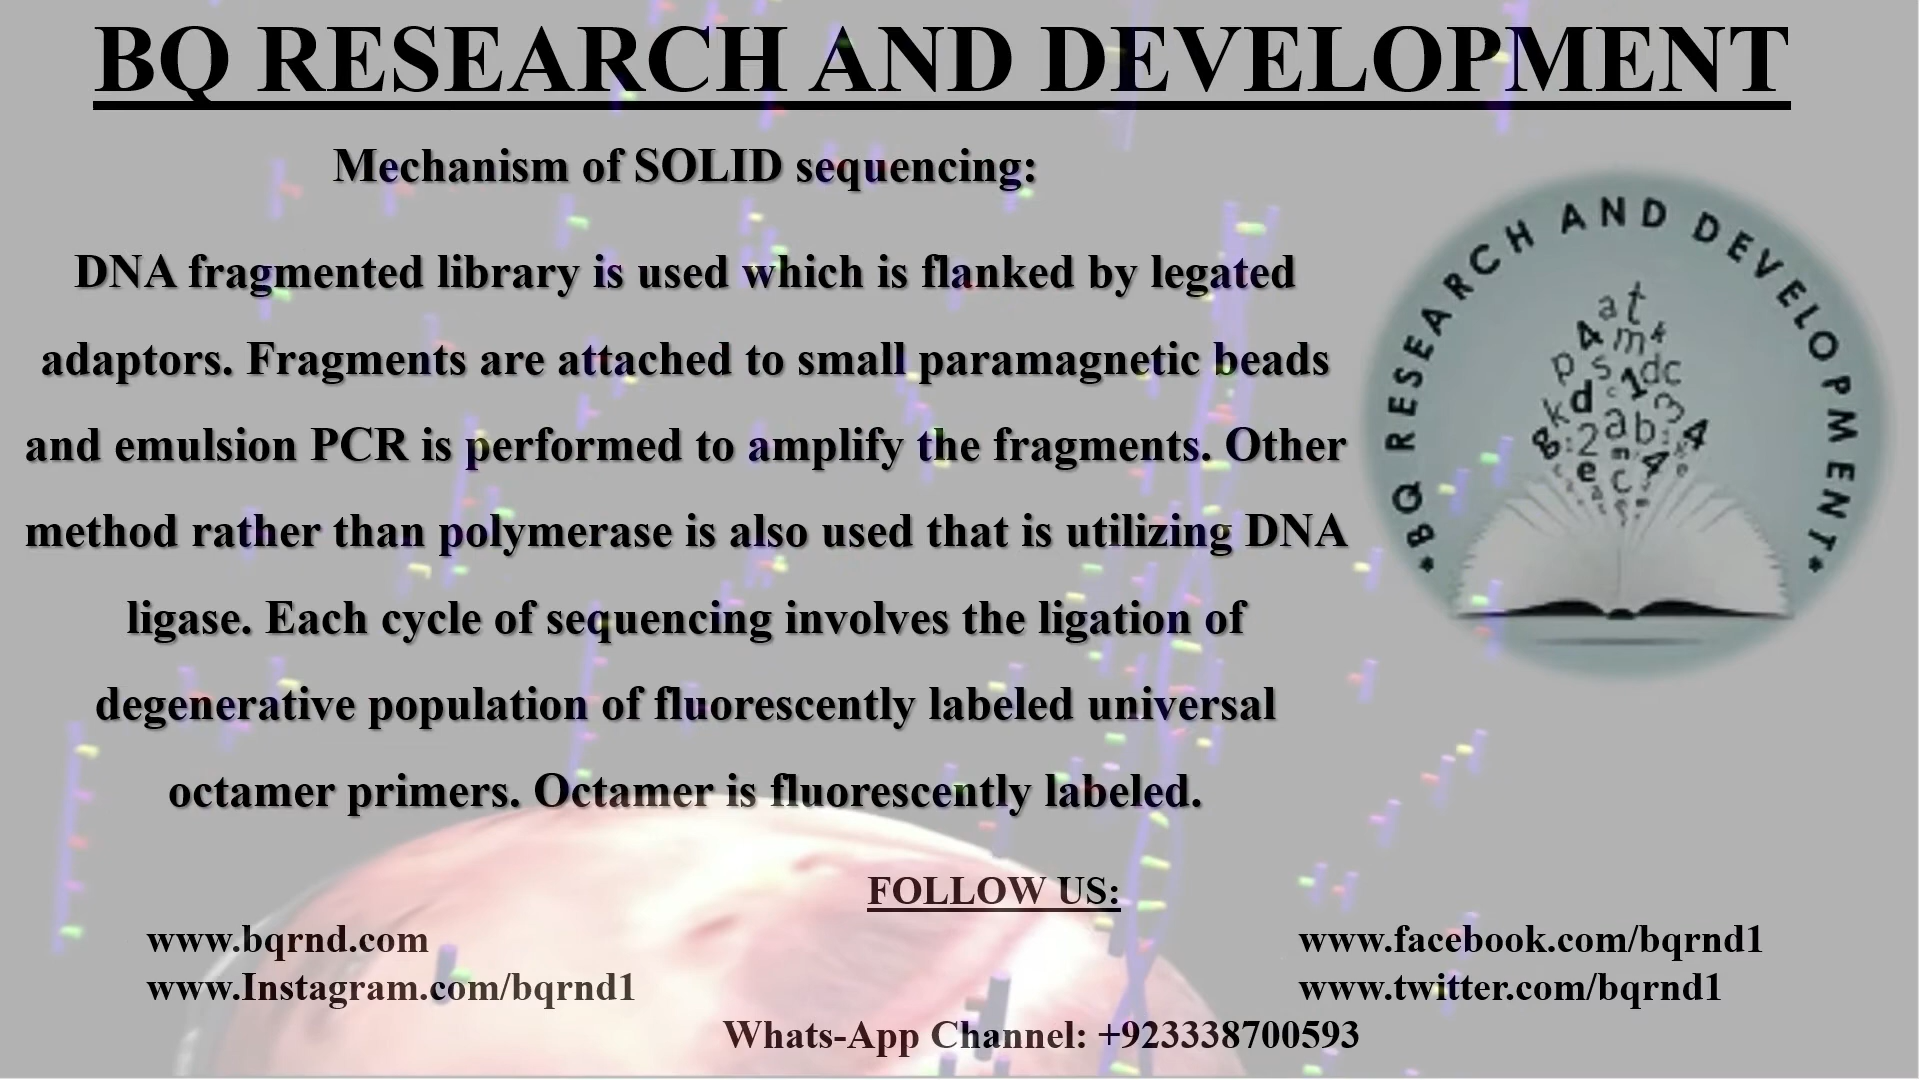 BQ RESEARCH AND DEVELOPMENT
Mechanism of SOLID sequencing:
DNA fragmented library is used which is flanked by legated
adaptors. Fragments are attached to small paramagnetic beads
and emulsion PCR is performed to amplify the fragments. Other
method rather than polymerase is also used that is utilizing DNA
ligase. Each cycle of sequencing involves the ligation of
degenerative population of fluorescently labeled universal
octamer primers. Octamer is fluorescently labeled.
BQ RESEARCH AND DEVELOPMENT
FOLLOW US:
www.bqrnd.com
www.facebook.com/bqrnd1
www.Instagram.com/bqrnd1
www.twitter.com/bqrnd1
Whats-App Channel: +923338700593